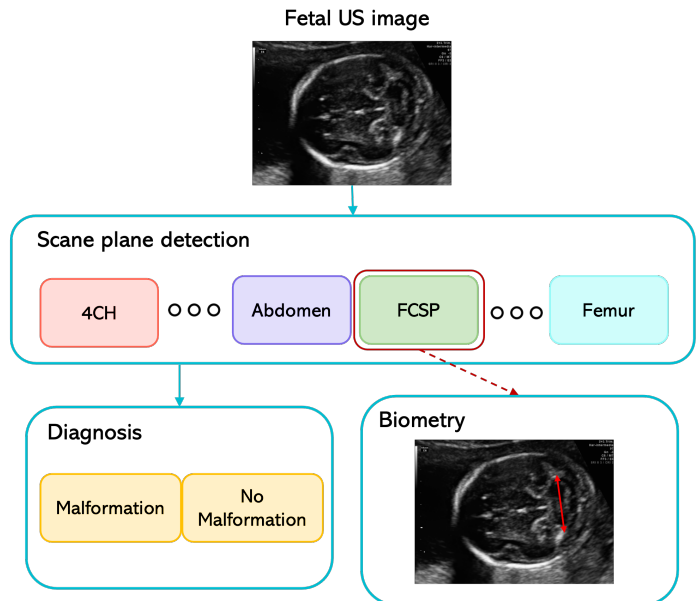 Fetal US image
Scane plane detection
4CH
Abdomen
FCSP
Femur
Diagnosis
Malformation
No
Malformation
Biometry